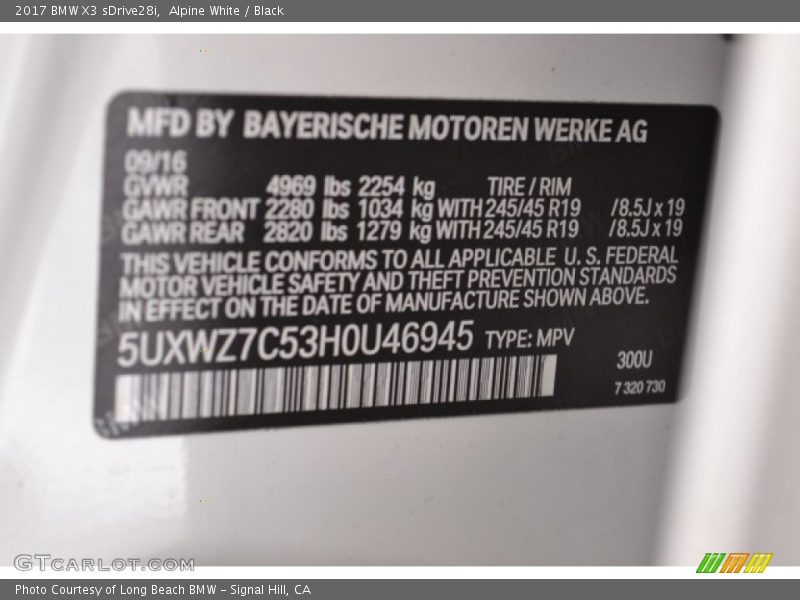 2017 BMW X3 sDrive28i,  Alpine White / Black
MFD BY BAYERISCHE MOTOREN WERKE AG
09/16
GVWR 4969 lbs 2254 kg TIRE / RIM
GAWR FRONT 2280 lbs 1034 kg WITH 245/45 R19 /8.5J x 19
GAWR REAR 2820 lbs 1279 kg WITH 245/45 R19 /8.5J x 19
THIS VEHICLE CONFORMS TO ALL APPLICABLE U. S. FEDERAL
MOTOR VEHICLE SAFETY AND THEFT PREVENTION STANDARDS
IN EFFECT ON THE DATE OF MANUFACTURE SHOWN ABOVE.
5UXWZ7C53H0U46945 TYPE: MPV
300U
7 320 730
GTCARLOT.COM
Photo Courtesy of Long Beach BMW - Signal Hill, CA